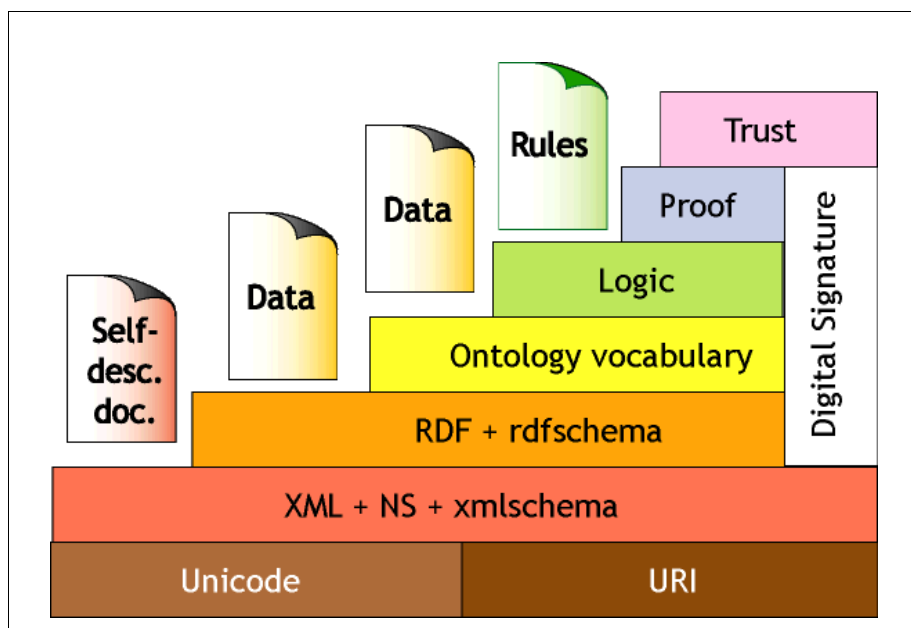 Rules
Trust
Data
Proof
Data
Logic
Self-
desc.
doc.
Ontology vocabulary
Digital Signature
RDF + rdfschema
XML + NS + xmlschema
Unicode
URI